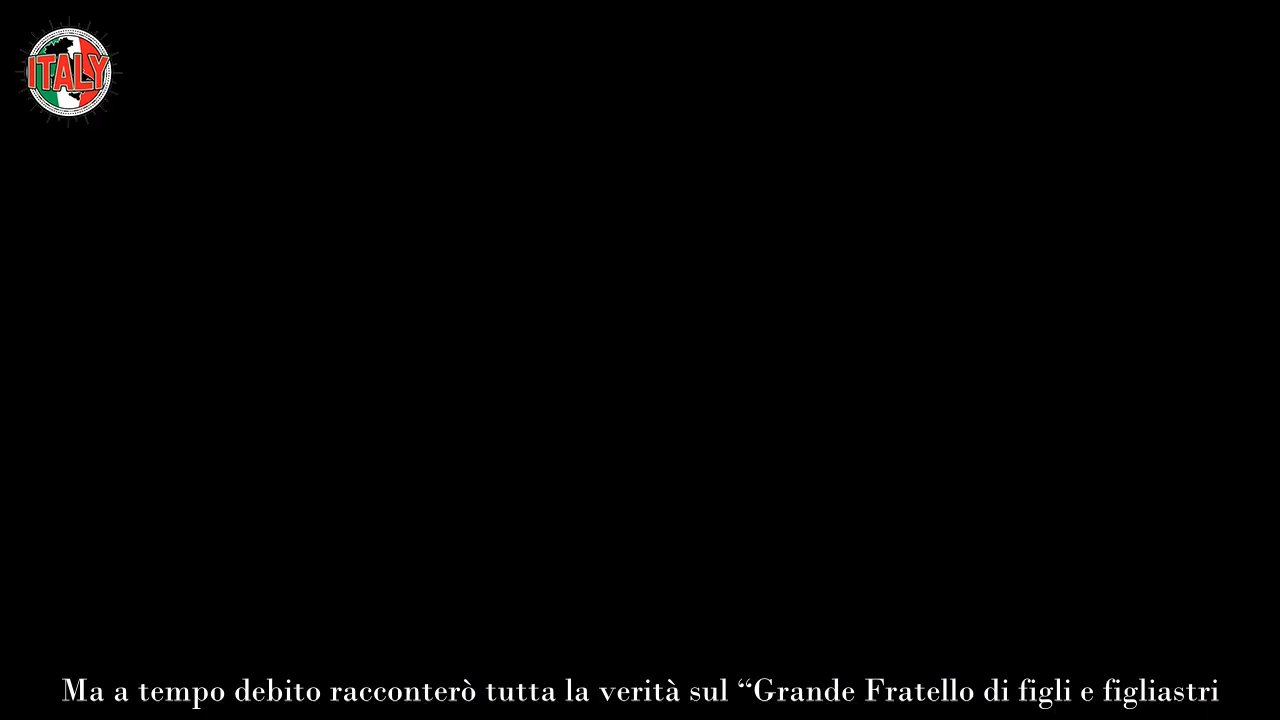 ITALY
Ma a tempo debito racconterò tutta la verità sul “Grande Fratello di figli e figliastri